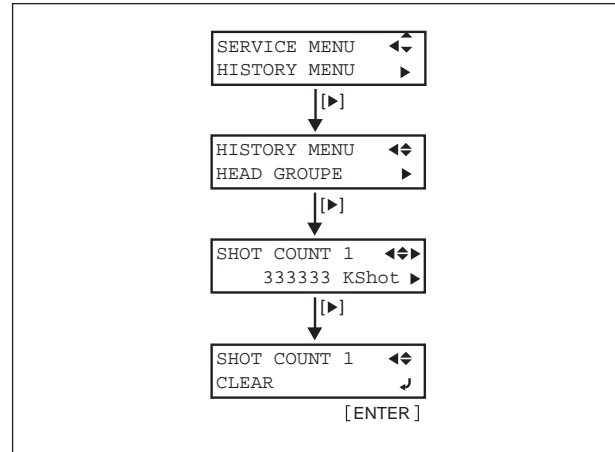 SERVICE MENU ◀▲▼
HISTORY MENU ▶
[▶]
HISTORY MENU ◀▲▼
HEAD GROUPE ▶
[▶]
SHOT COUNT 1 ◀▲▼▶
333333 KShot ▶
[▶]
SHOT COUNT 1 ◀▲▼
CLEAR ↵
[ENTER]